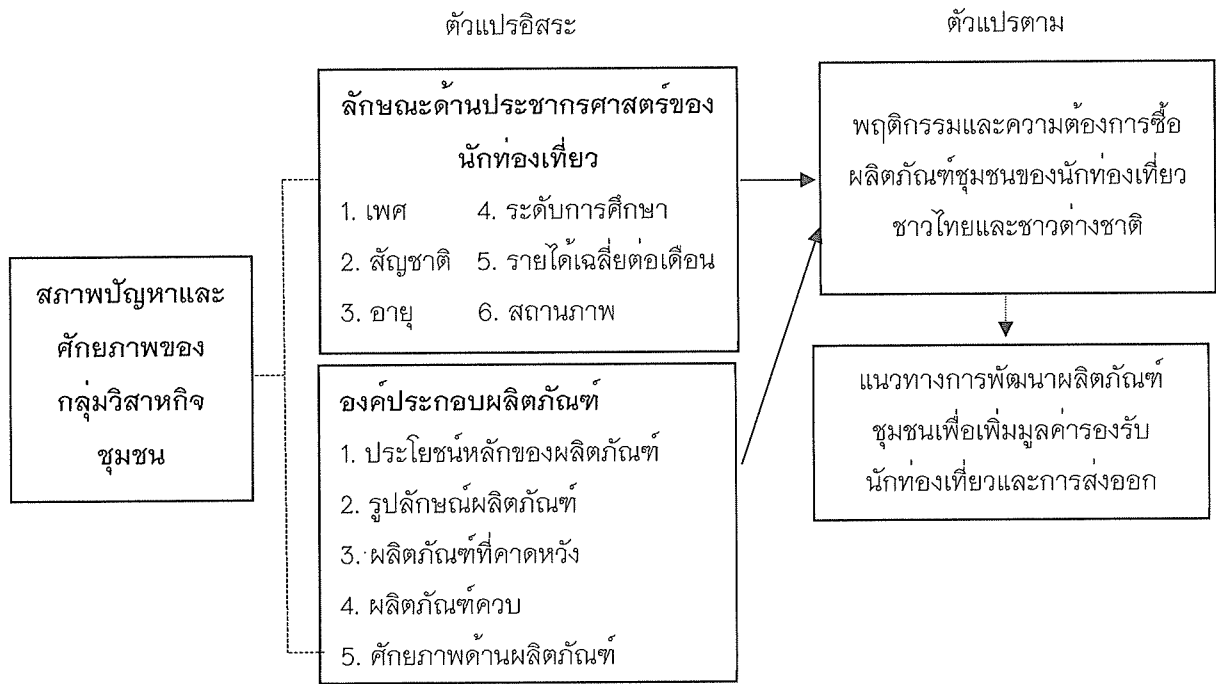 ตัวแปรอิสระ
ตัวแปรตาม
สภาพปัญหาและ
ศักยภาพของ
กลุ่มวิสาหกิจ
ชุมชน
ลักษณะด้านประชากรศาสตร์ของ
นักท่องเที่ยว
1. เพศ 4. ระดับการศึกษา
2. สัญชาติ 5. รายได้เฉลี่ยต่อเดือน
3. อายุ 6. สถานภาพ
องค์ประกอบผลิตภัณฑ์
1. ประโยชน์หลักของผลิตภัณฑ์
2. รูปลักษณ์ผลิตภัณฑ์
3. ผลิตภัณฑ์ที่คาดหวัง
4. ผลิตภัณฑ์ควบ
5. ศักยภาพด้านผลิตภัณฑ์
พฤติกรรมและความต้องการซื้อ
ผลิตภัณฑ์ชุมชนของนักท่องเที่ยว
ชาวไทยและชาวต่างชาติ
แนวทางการพัฒนาผลิตภัณฑ์
ชุมชนเพื่อเพิ่มมูลค่ารองรับ
นักท่องเที่ยวและการส่งออก